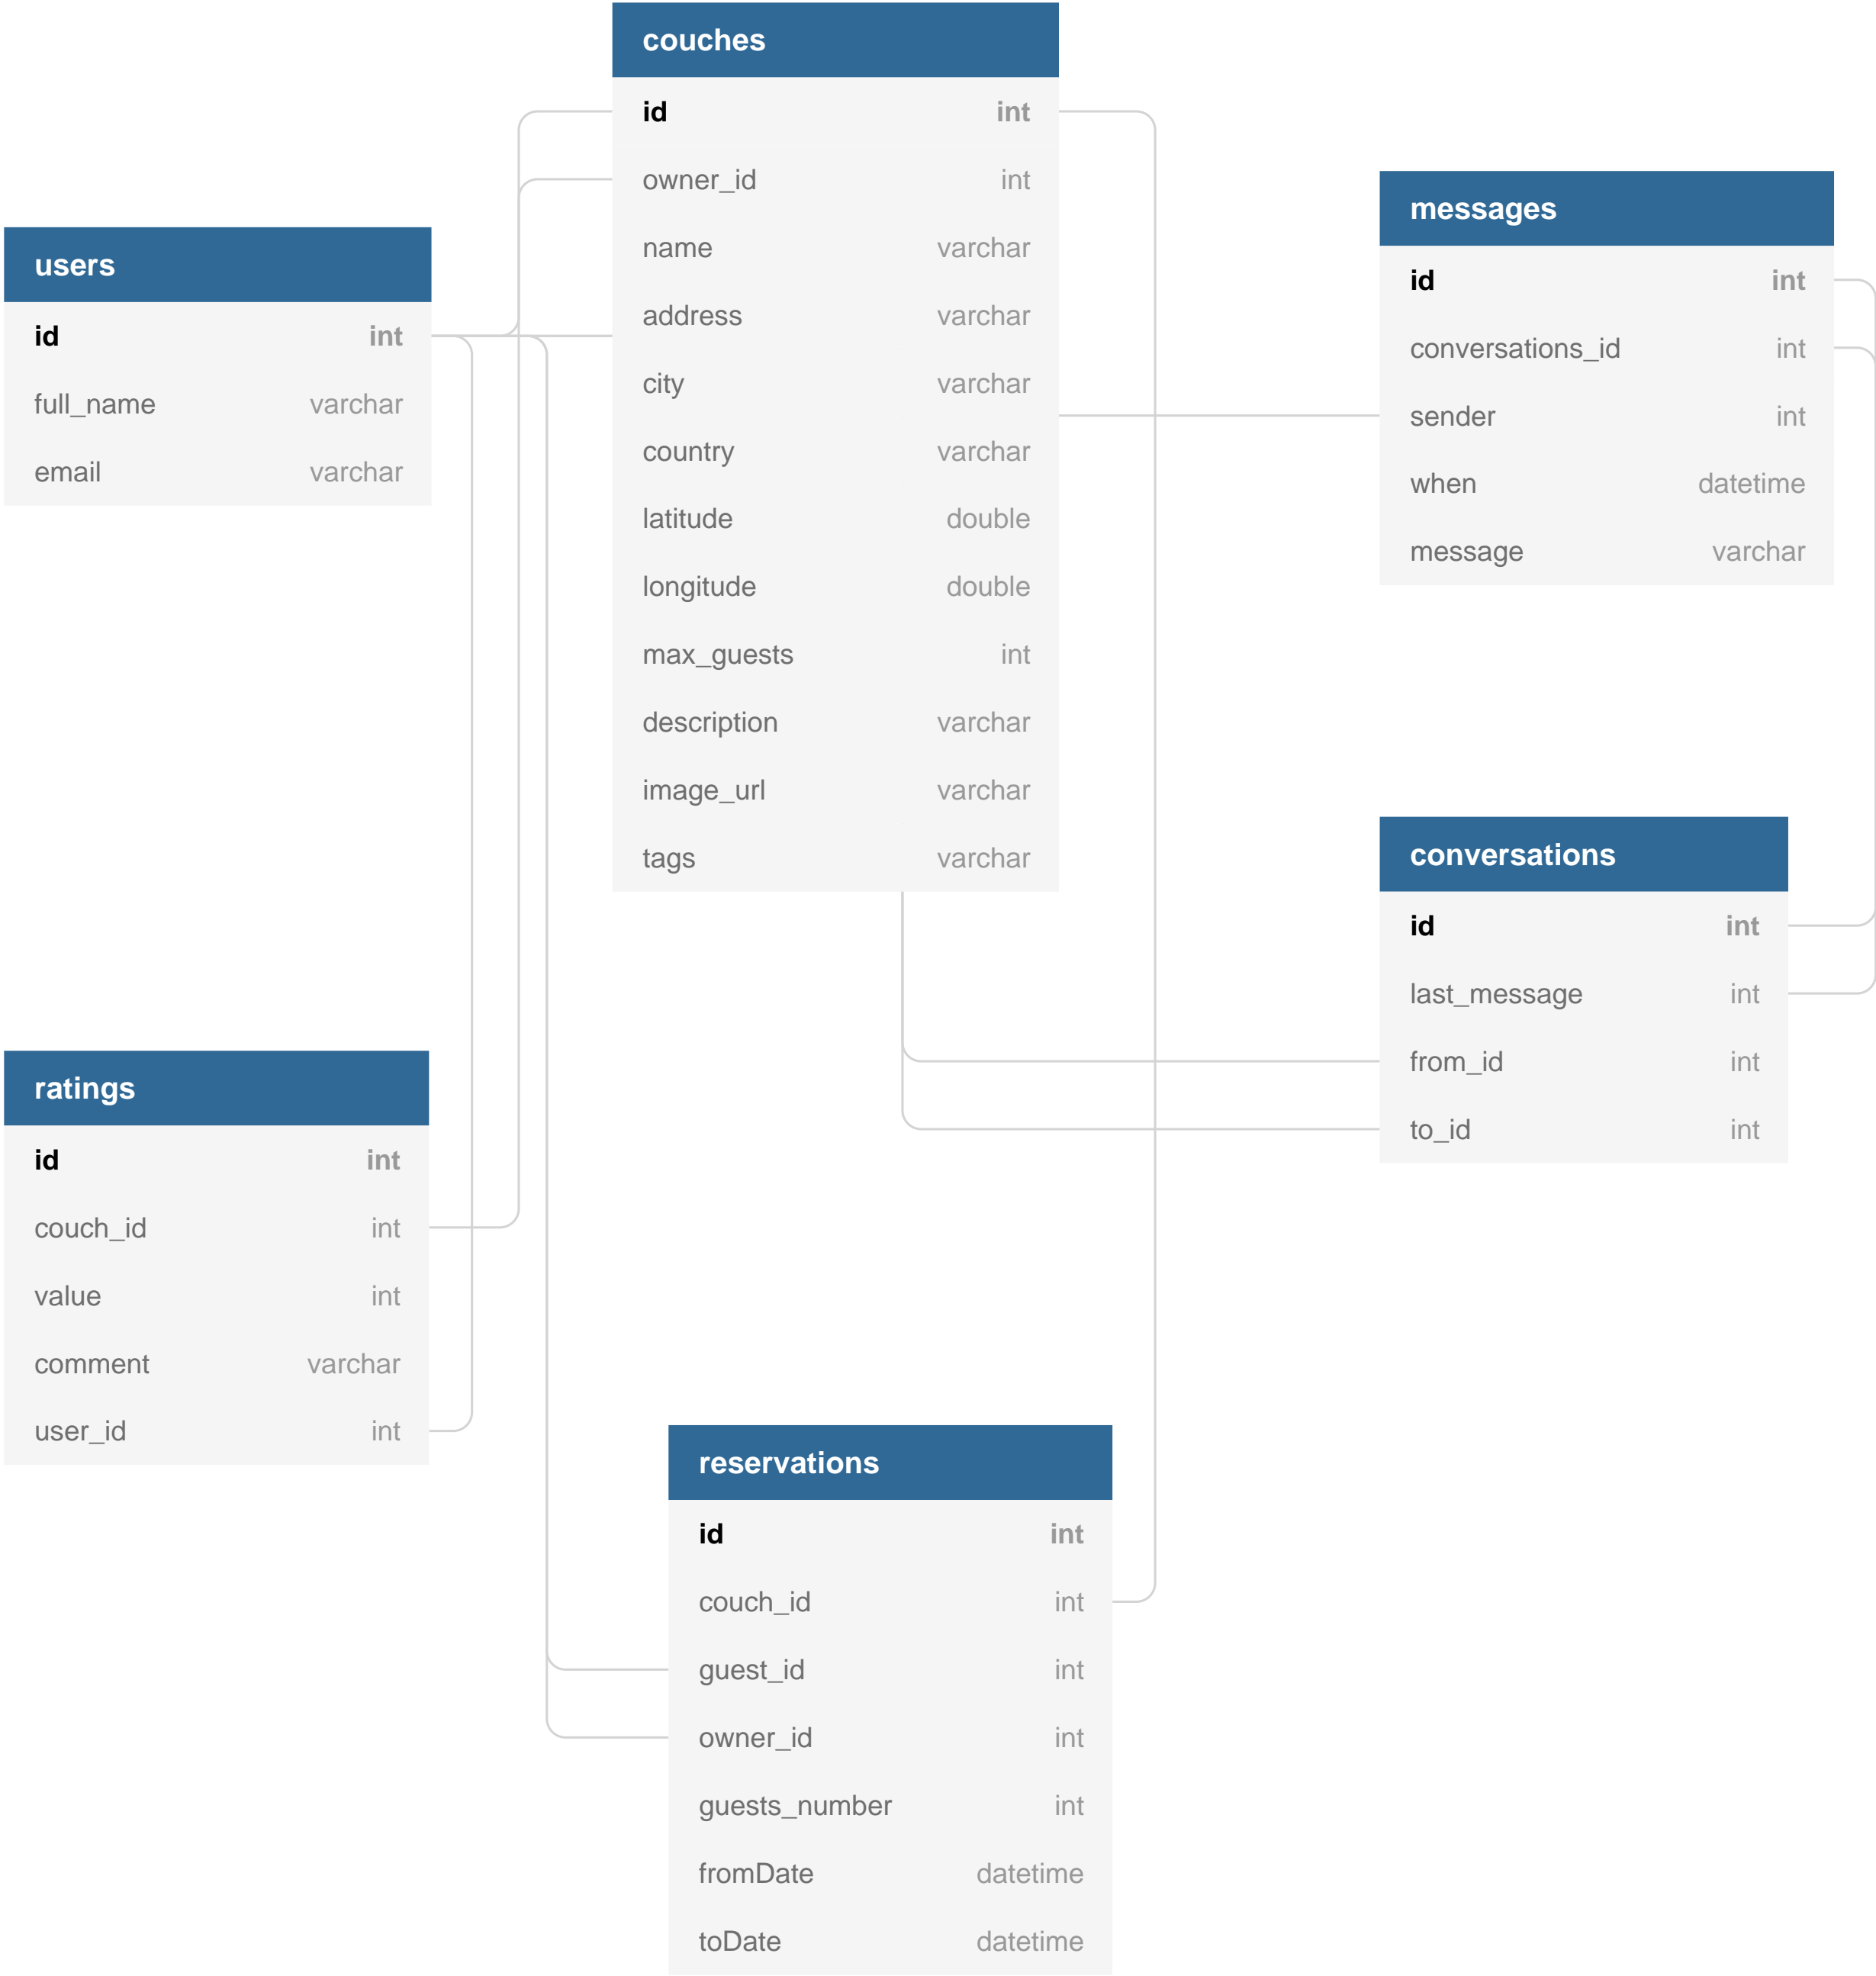 couches
id int
owner_id int
name varchar
address varchar
city varchar
country varchar
latitude double
longitude double
max_guests int
description varchar
image_url varchar
tags varchar
messages
id int
conversations_id int
sender int
when datetime
message varchar
users
id int
full_name varchar
email varchar
conversations
id int
last_message int
from_id int
to_id int
ratings
id int
couch_id int
value int
comment varchar
user_id int
reservations
id int
couch_id int
guest_id int
owner_id int
guests_number int
fromDate datetime
toDate datetime